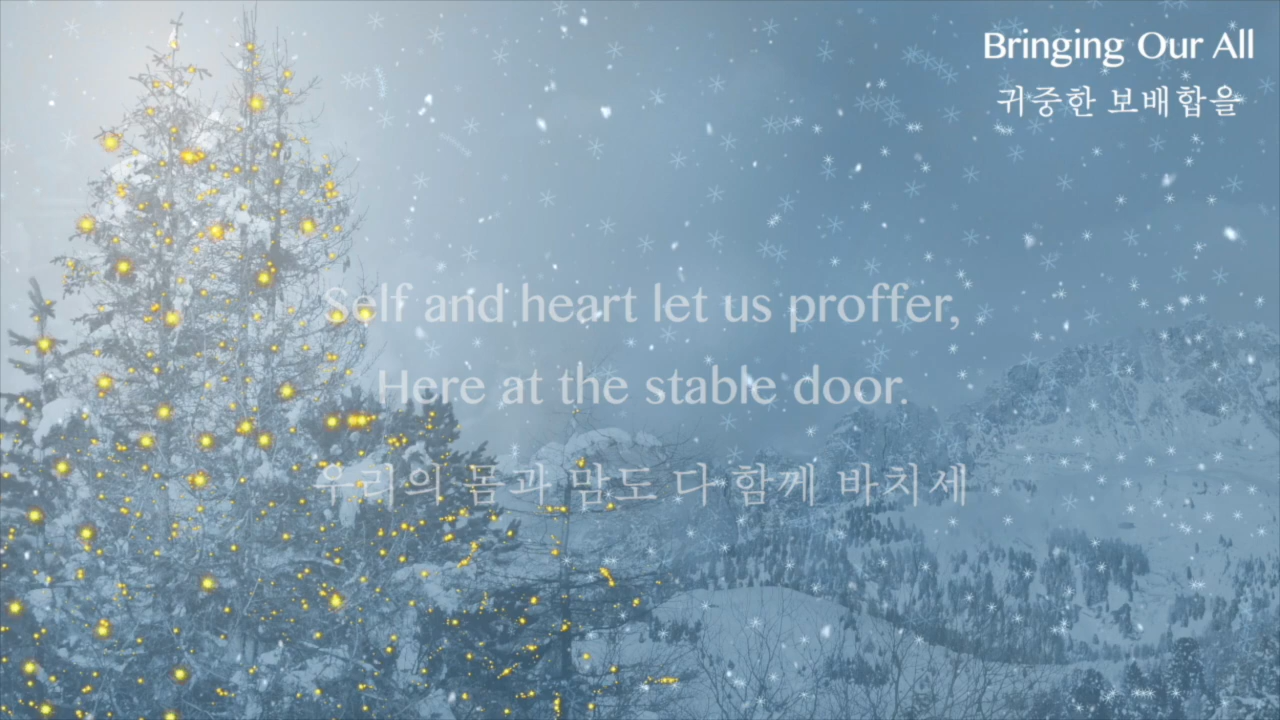 Bringing Our All
귀중한 보배합을
Self and heart let us proffer,
Here at the stable door.
우리의 몸과 맘도 다 함께 바치세